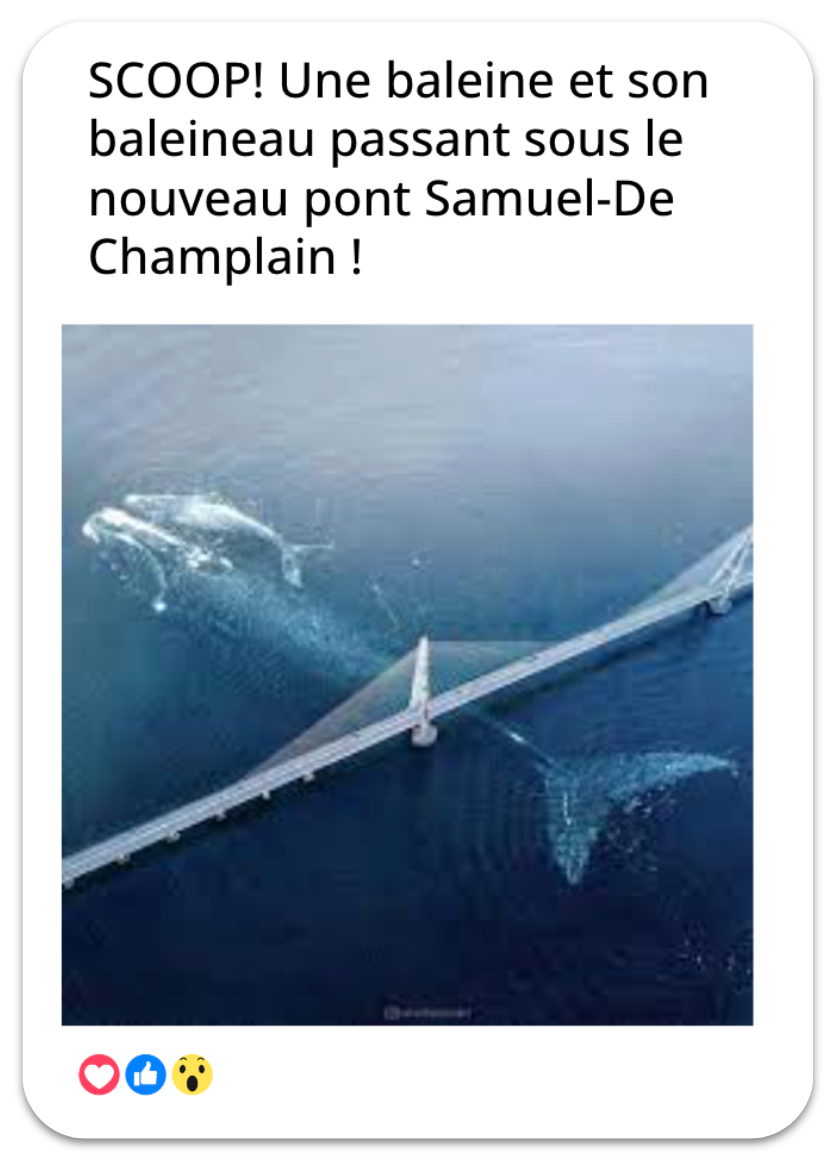 SCOOP! Une baleine et son
baleineau passant sous le
nouveau pont Samuel-De
Champlain !